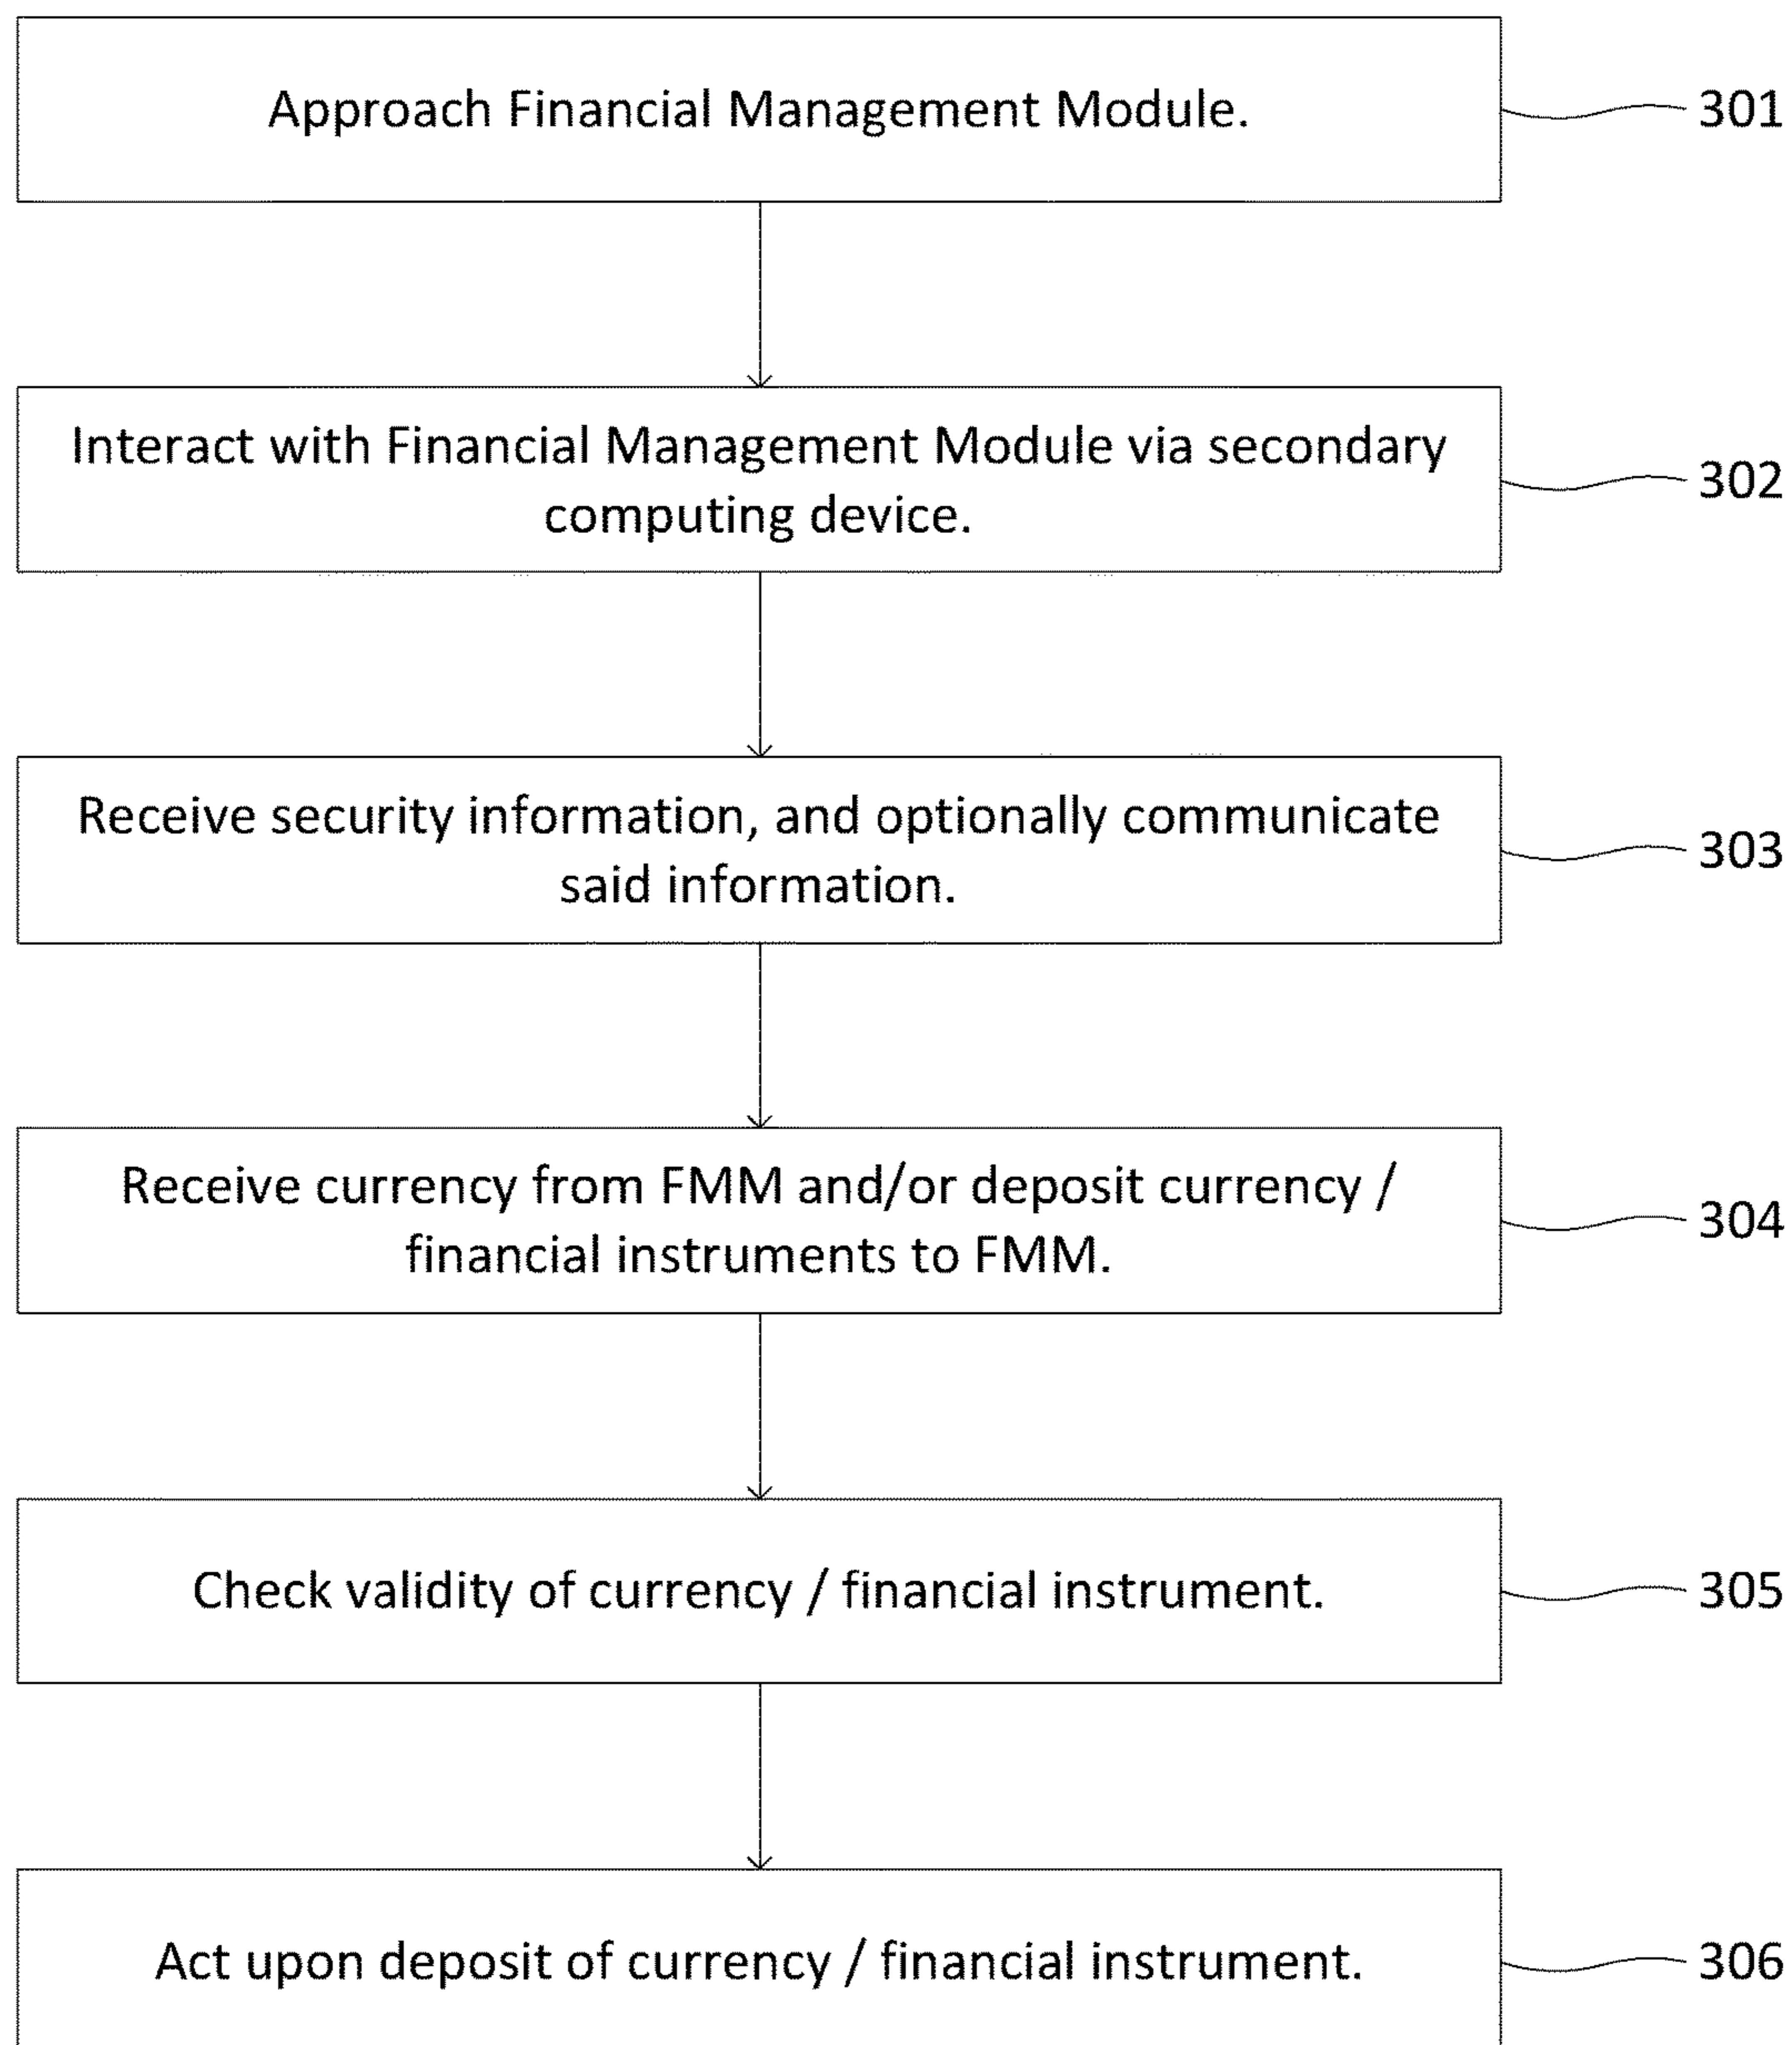 Approach Financial Management Module.
301
Interact with Financial Management Module via secondary
computing device.
302
Receive security information, and optionally communicate
said information.
303
Receive currency from FMM and/or deposit currency /
financial instruments to FMM.
304
Check validity of currency / financial instrument.
305
Act upon deposit of currency / financial instrument.
306